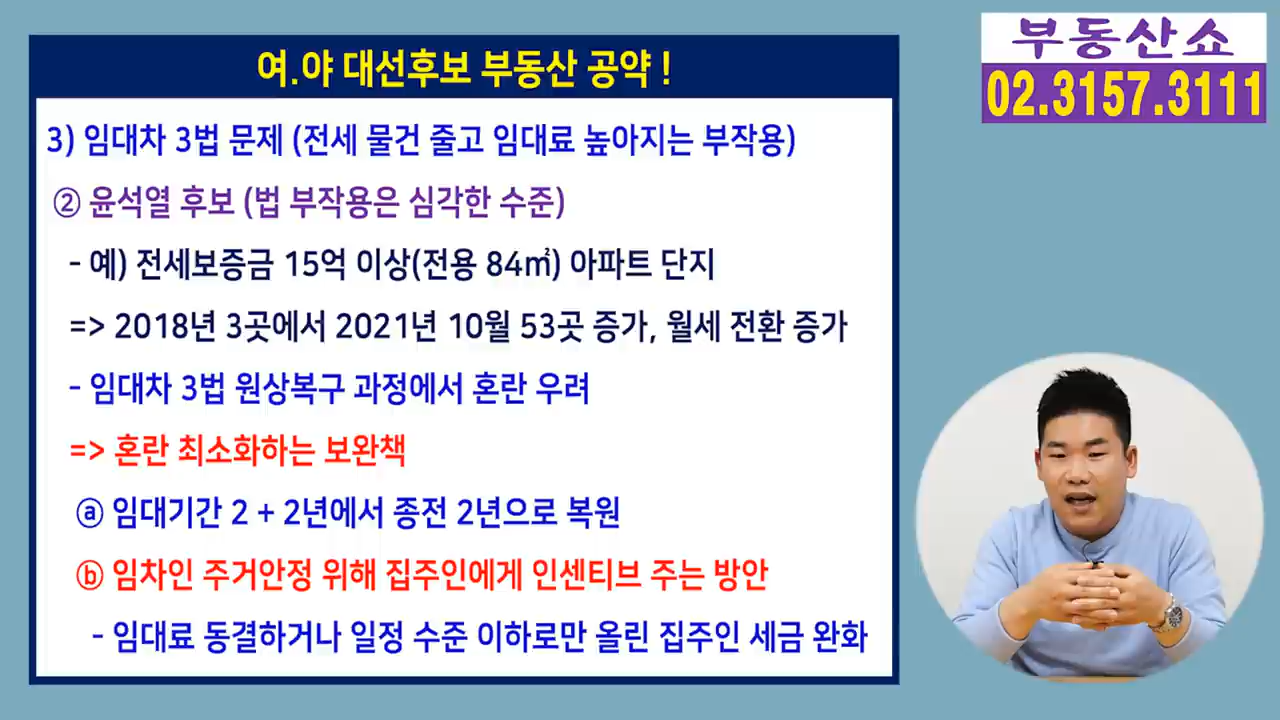 여.야 대선후보 부동산 공약 !
부동산쇼
02.3157.3111
3) 임대차 3법 문제 (전세 물건 줄고 임대료 높아지는 부작용)
② 윤석열 후보 (법 부작용은 심각한 수준)
- 예) 전세보증금 15억 이상(전용 84㎡) 아파트 단지
=> 2018년 3곳에서 2021년 10월 53곳 증가, 월세 전환 증가
- 임대차 3법 원상복구 과정에서 혼란 우려
=> 혼란 최소화하는 보완책
ⓐ 임대기간 2 + 2년에서 종전 2년으로 복원
ⓑ 임차인 주거안정 위해 집주인에게 인센티브 주는 방안
- 임대료 동결하거나 일정 수준 이하로만 올린 집주인 세금 완화